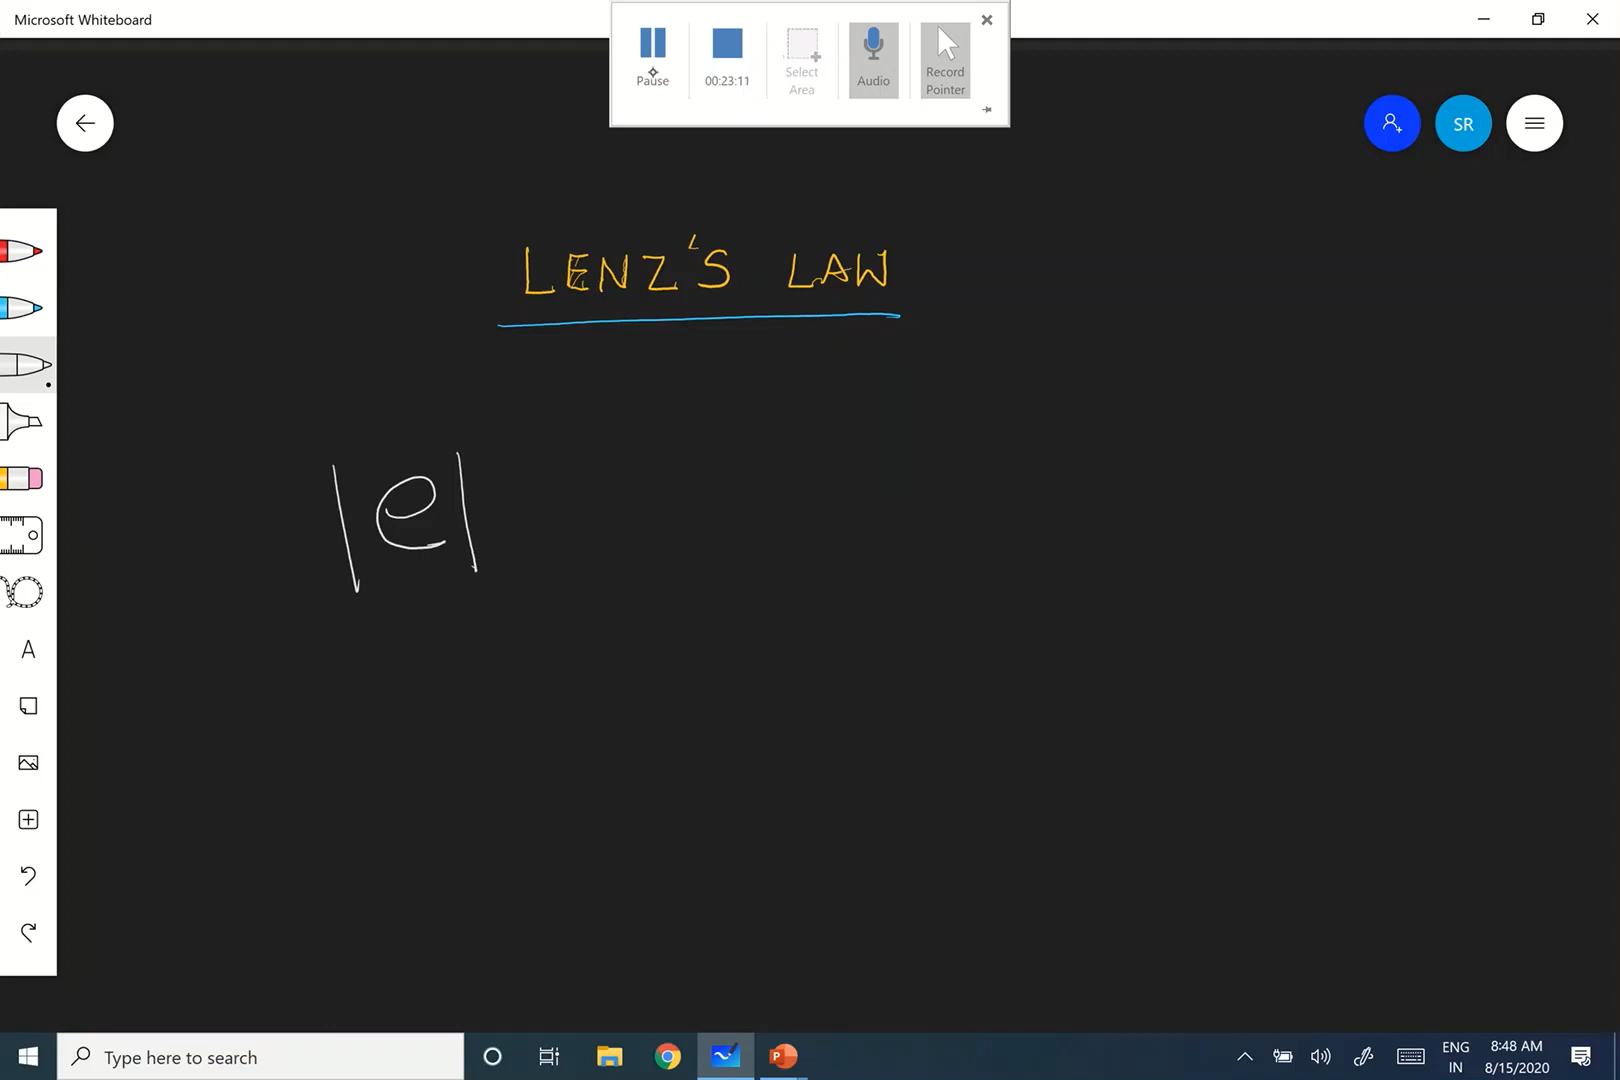 Microsoft Whiteboard
Pause
00:23:11
Select
Area
Audio
Record
Pointer
SR
LENZ'S LAW
|e|
A
Type here to search
ENG
IN
8:48 AM
8/15/2020